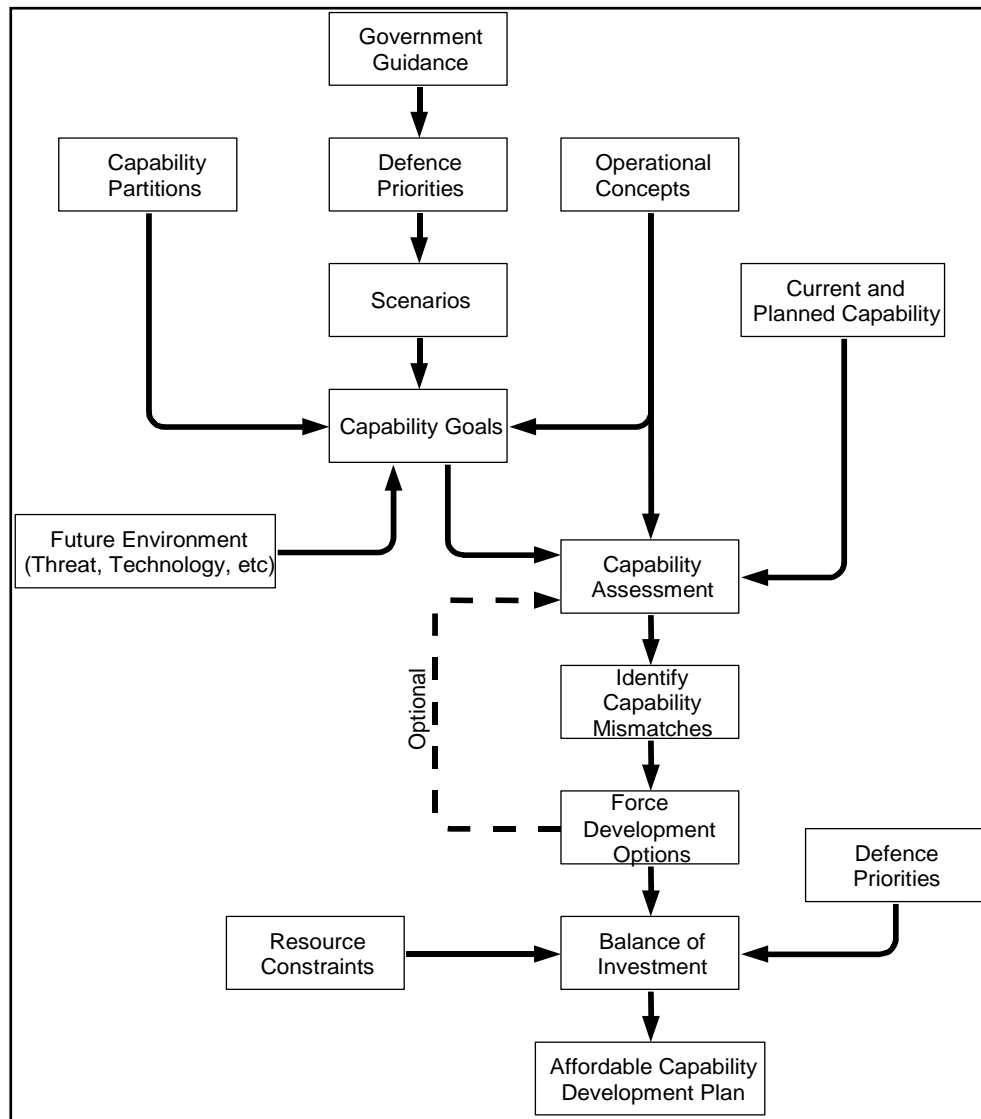 Government
Guidance
Capability
Partitions
Defence
Priorities
Operational
Concepts
Scenarios
Current and
Planned Capability
Capability Goals
Future Environment
(Threat, Technology, etc)
Capability
Assessment
Optional
Identify
Capability
Mismatches
Force
Development
Options
Defence
Priorities
Resource
Constraints
Balance of
Investment
Affordable Capability
Development Plan